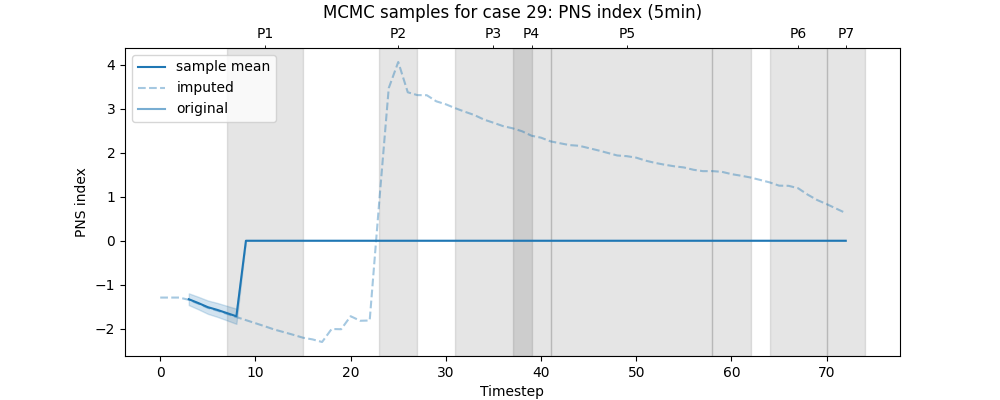 MCMC samples for case 29: PNS index (5min)
P1 P2 P3 P4 P5 P6 P7
sample mean
imputed
original
4
3
2
1
0
−1
−2
PNS index
0 10 20 30 40 50 60 70
Timestep